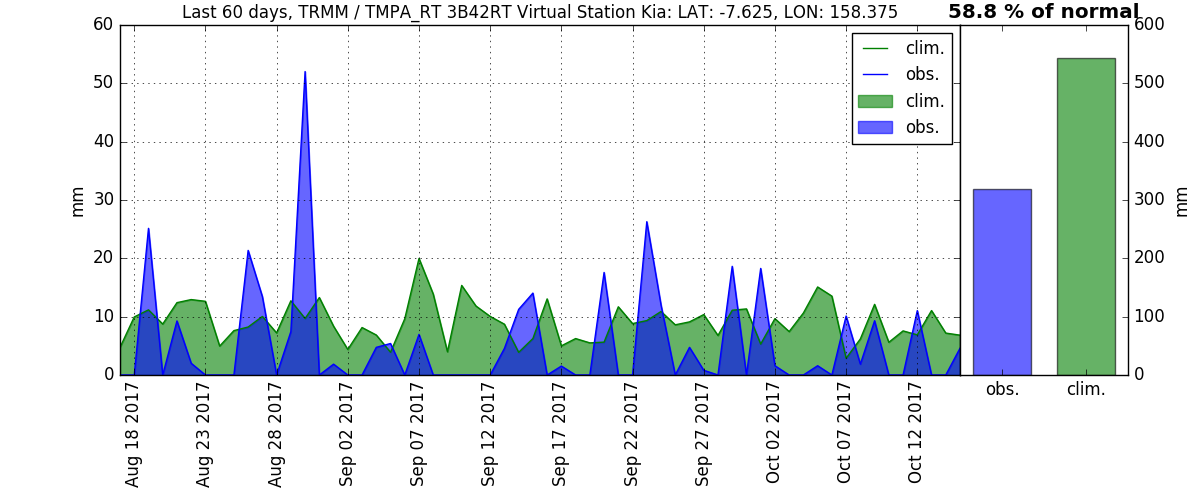 Last 60 days, TRMM / TMPA_RT 3B42RT Virtual Station Kia: LAT: -7.625, LON: 158.375
58.8 % of normal
60
50
40
30
20
10
0
mm
clim.
obs.
clim.
obs.
600
500
400
300
200
100
0
mm
obs.
clim.
Aug 18 2017
Aug 23 2017
Aug 28 2017
Sep 02 2017
Sep 07 2017
Sep 12 2017
Sep 17 2017
Sep 22 2017
Sep 27 2017
Oct 02 2017
Oct 07 2017
Oct 12 2017